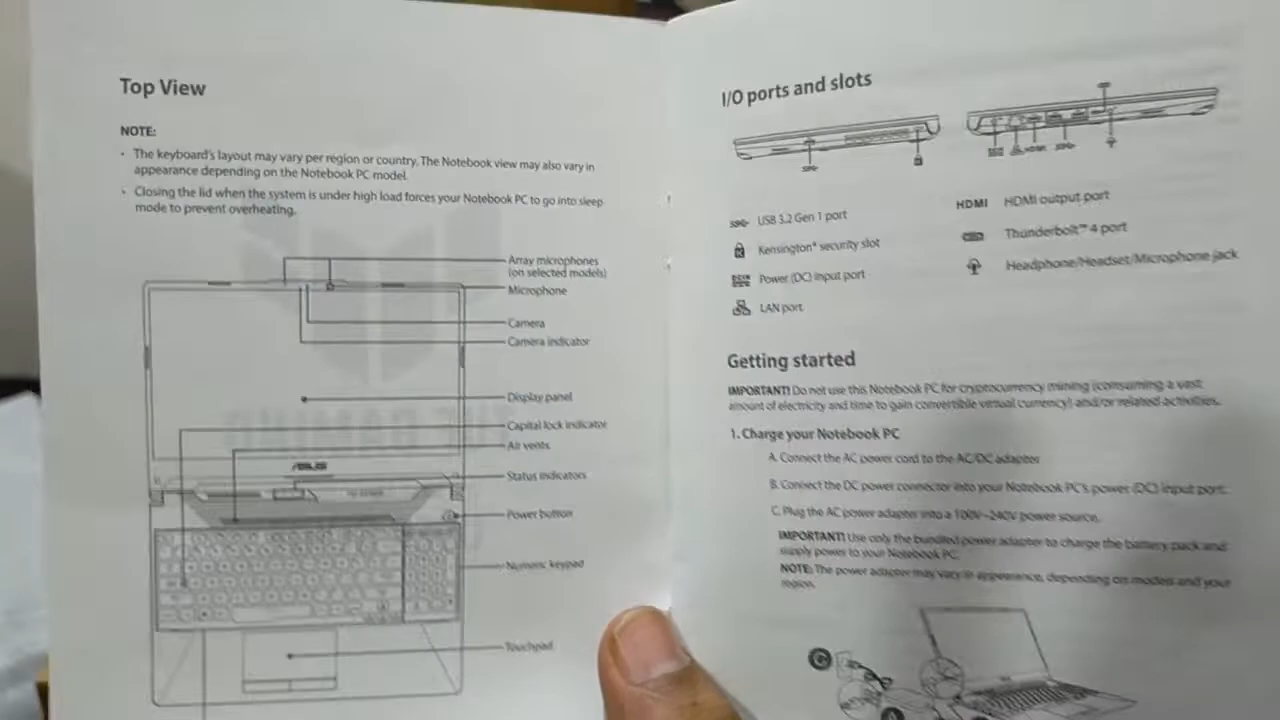 Top View
NOTE:
• The keyboard's layout may vary per region or country. The Notebook view may also vary in
appearance depending on the Notebook PC model.
• Closing the lid when the system is under high load forces your Notebook PC to go into sleep
mode to prevent overheating.
Array microphones
(on selected models)
Microphone
Camera
Camera indicator
Display panel
Capital lock indicator
Air vents
Status indicators
Power button
Numeric keypad
Touchpad
ASUS
I/O ports and slots
HDMI
USB 3.2 Gen 1 port
Kensington® security slot
Power (DC) input port
LAN port
HDMI HDMI output port
Thunderbolt™ 4 port
Headphone/Headset/Microphone jack
Getting started
IMPORTANT! Do not use this Notebook PC for cryptocurrency mining (consuming a vast
amount of electricity and time to gain convertible virtual currency) and/or related activities.
1. Charge your Notebook PC
A. Connect the AC power cord to the AC/DC adapter.
B. Connect the DC power connector into your Notebook PC's power (DC) input port.
C. Plug the AC power adapter into a 100V~240V power source.
IMPORTANT! Use only the bundled power adapter to charge the battery pack and
supply power to your Notebook PC.
NOTE: The power adapter may vary in appearance, depending on models and your
region.
C
A